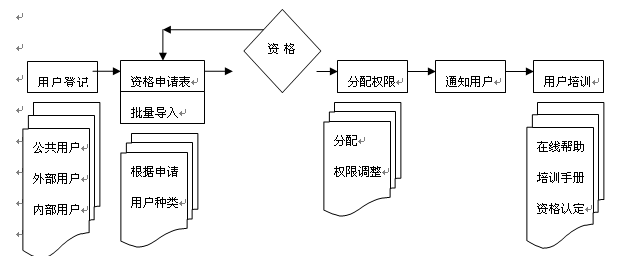 资 格
用户登记
资格申请表
分配权限
通知用户
用户培训
批量导入
公共用户
外部用户
内部用户
根据申请
用户种类
分配
权限调整
在线帮助
培训手册
资格认定